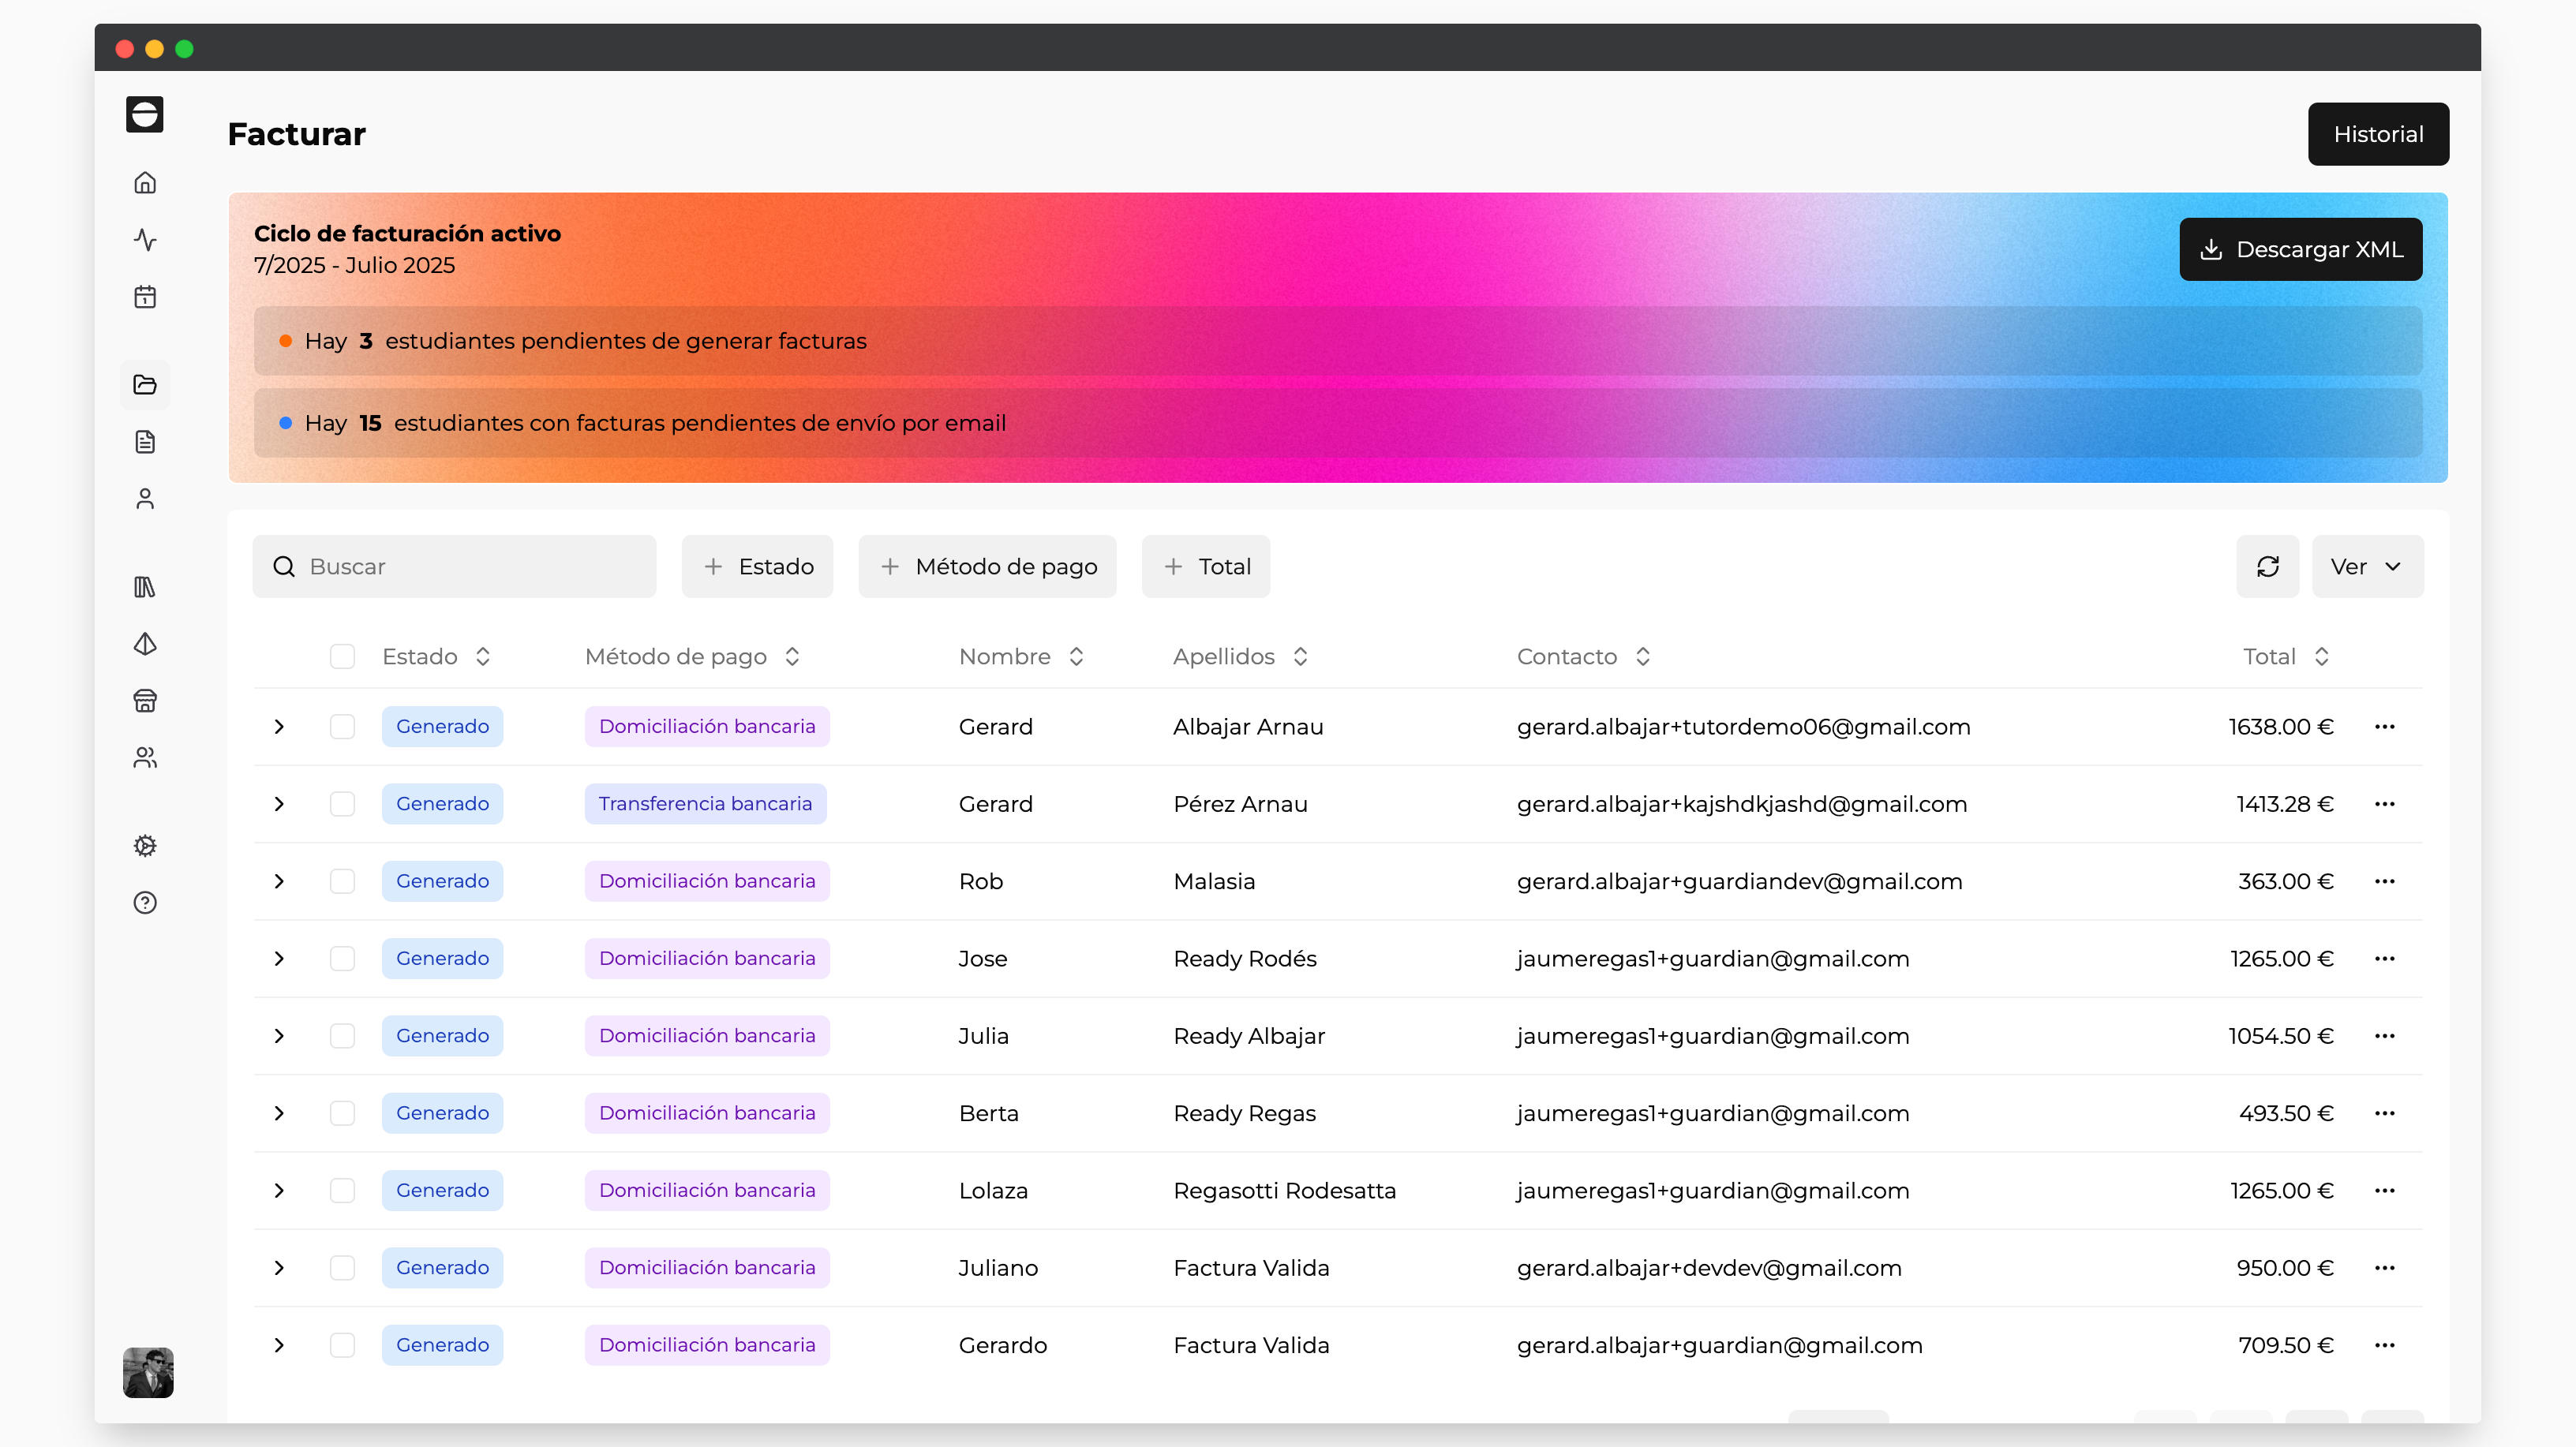 Facturar
Historial
Ciclo de facturación activo
7/2025 - Julio 2025
Descargar XML
Hay 3 estudiantes pendientes de generar facturas
Hay 15 estudiantes con facturas pendientes de envío por email
Buscar
Estado
Método de pago
Total
Ver
Estado Método de pago Nombre Apellidos Contacto Total
Generado Domiciliación bancaria Gerard Albajar Arnau gerard.albajar+tutordemo06@gmail.com 1638.00 €
Generado Transferencia bancaria Gerard Pérez Arnau gerard.albajar+kajshdkjashd@gmail.com 1413.28 €
Generado Domiciliación bancaria Rob Malasia gerard.albajar+guardiandev@gmail.com 363.00 €
Generado Domiciliación bancaria Jose Ready Rodés jaumeregas1+guardian@gmail.com 1265.00 €
Generado Domiciliación bancaria Julia Ready Albajar jaumeregas1+guardian@gmail.com 1054.50 €
Generado Domiciliación bancaria Berta Ready Regas jaumeregas1+guardian@gmail.com 493.50 €
Generado Domiciliación bancaria Lolaza Regasotti Rodesatta jaumeregas1+guardian@gmail.com 1265.00 €
Generado Domiciliación bancaria Juliano Factura Valida gerard.albajar+devdev@gmail.com 950.00 €
Generado Domiciliación bancaria Gerardo Factura Valida gerard.albajar+guardian@gmail.com 709.50 €